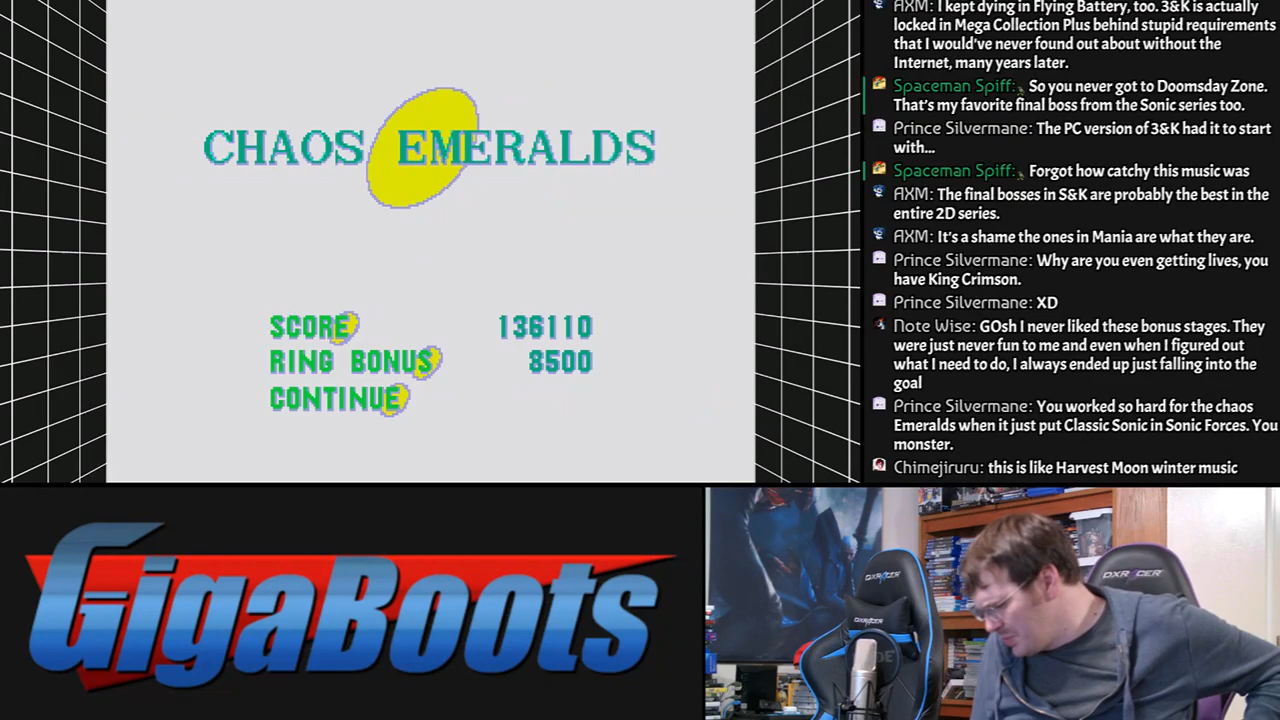 CHAOS EMERALDS
SCORE 136110
RING BONUS 8500
CONTINUE
AXM: I kept dying in Flying Battery, too. 3&K is actually
locked in Mega Collection Plus behind stupid requirements
that I would've never found out about without the
Internet, many years later.
Spaceman Spiff: So you never got to Doomsday Zone.
That's my favorite final boss from the Sonic series too.
Prince Silvermane: The PC version of 3&K had it to start
with...
Spaceman Spiff: Forgot how catchy this music was
AXM: The final bosses in S&K are probably the best in the
entire 2D series.
AXM: It's a shame the ones in Mania are what they are.
Prince Silvermane: Why are you even getting lives, you
have King Crimson.
Prince Silvermane: XD
Note Wise: GOsh I never liked these bonus stages. They
were just never fun to me and even when I figured out
what I need to do, I always ended up just falling into the
goal
Prince Silvermane: You worked so hard for the chaos
Emeralds when it just put Classic Sonic in Sonic Forces. You
monster.
Chimejiruru: this is like Harvest Moon winter music
GigaBoots
DXRACER
DXRACER
DXRACER